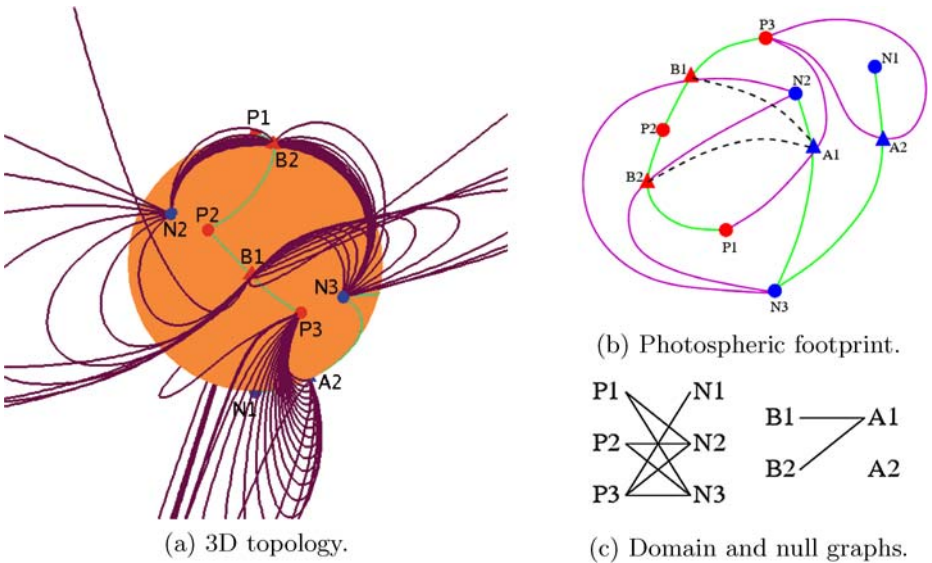 P1
B2
N2
P2
B1
N3
P3
A2
N1
(a) 3D topology.
P3
N1
B1
N2
P2
A1
A2
B2
P1
N3
(b) Photospheric footprint.
P1 N1
B1 A1
P2 N2
B2 A2
P3 N3
(c) Domain and null graphs.